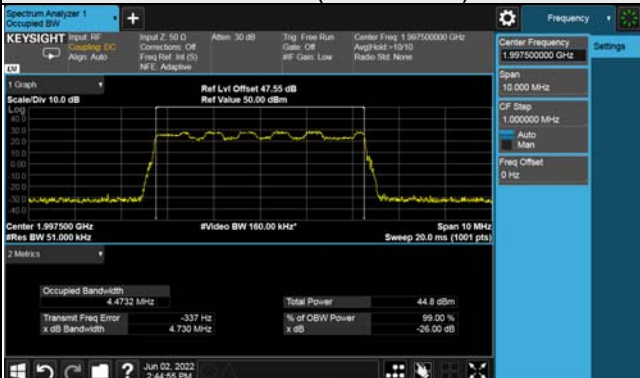 Spectrum Analyzer 1
Occupied BW
Frequency
KEYSIGHT
Input: RF
Coupling: DC
Align: Auto
Input Z: 50 Ω
Corrections: Off
Freq Ref: Int (S)
NFE: Adaptive
Atten: 30 dB
Trig: Free Run
Gate: Off
#IF Gain: Low
Center Freq: 1.997500000 GHz
Avg|Hold:>10/10
Radio Std: None
Center Frequency
1.997500000 GHz
Settings
Span
10.000 MHz
CF Step
1.000000 MHz
Auto
Man
Freq Offset
0 Hz
1 Graph
Scale/Div 10.0 dB
Ref Lvl Offset 47.55 dB
Ref Value 50.00 dBm
Log
40.0
30.0
20.0
10.0
0.00
-10.0
-20.0
-30.0
-40.0
Center 1.997500 GHz
#Res BW 51.000 kHz
#Video BW 160.00 kHz*
Span 10 MHz
Sweep 20.0 ms (1001 pts)
2 Metrics
Occupied Bandwidth
4.4732 MHz
Total Power
44.8 dBm
Transmit Freq Error
-337 Hz
% of OBW Power
99.00 %
x dB Bandwidth
4.730 MHz
x dB
-26.00 dB
Jun 02, 2022
2:44:55 PM